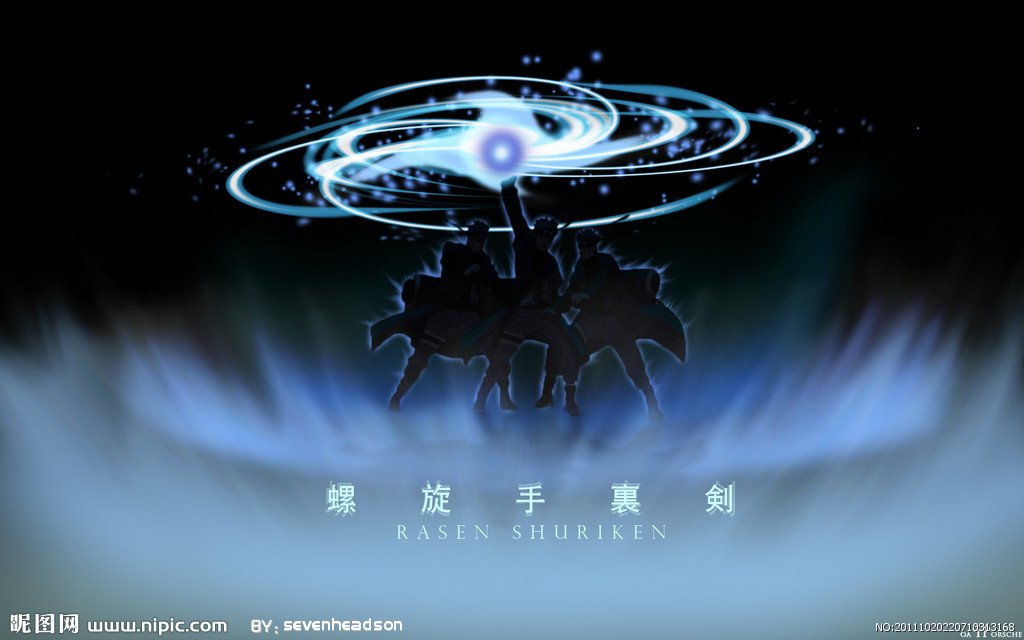 螺旋手裏剣
RASEN SHURIKEN
昵图网 www.nipic.com BY: sevenheadson
NO:20111020220710313168